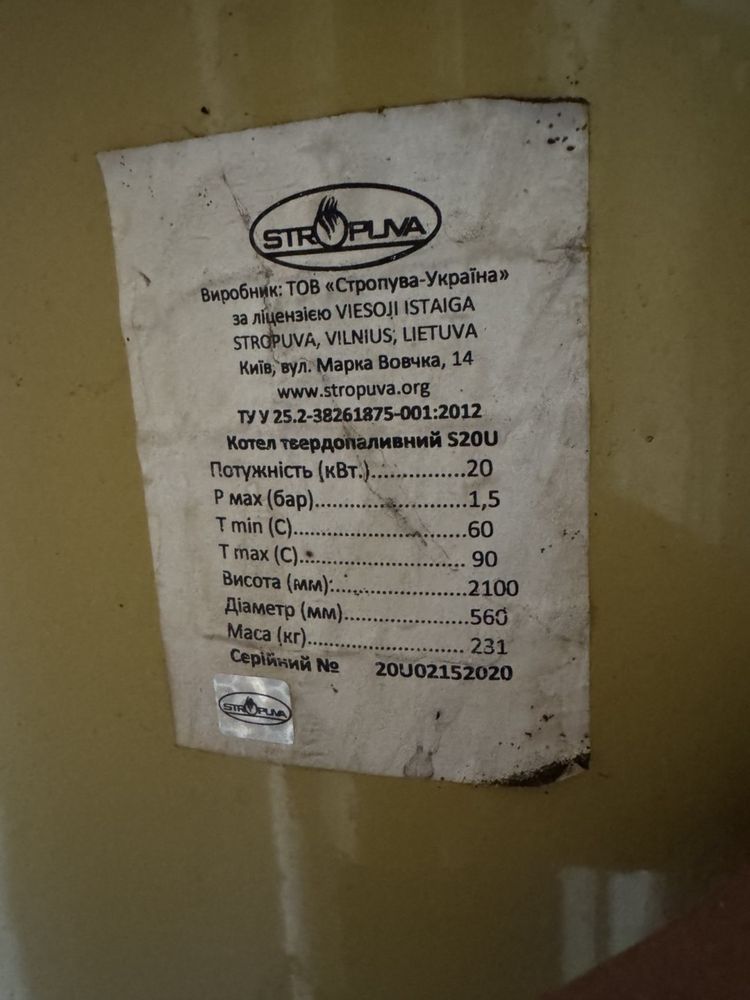 STROPUVA
Виробник: ТОВ «Стропува-Україна»
за ліцензією VIESOJI ISTAIGA
STROPUVA, VILNIUS, LIETUVA
Київ, вул. Марка Вовчка, 14
www.stropuva.org
ТУ У 25.2-38261875-001:2012
Котел твердопаливний S20U
Потужність (кВт.)...............20
P мах (бар)........................1,5
T min (C)...........................60
T max (C)........................... 90
Висота (мм):.....................2100
Діаметр (мм)....................560
Маса (кг).......................... 231
Серійний № 20U02152020
STROPUVA